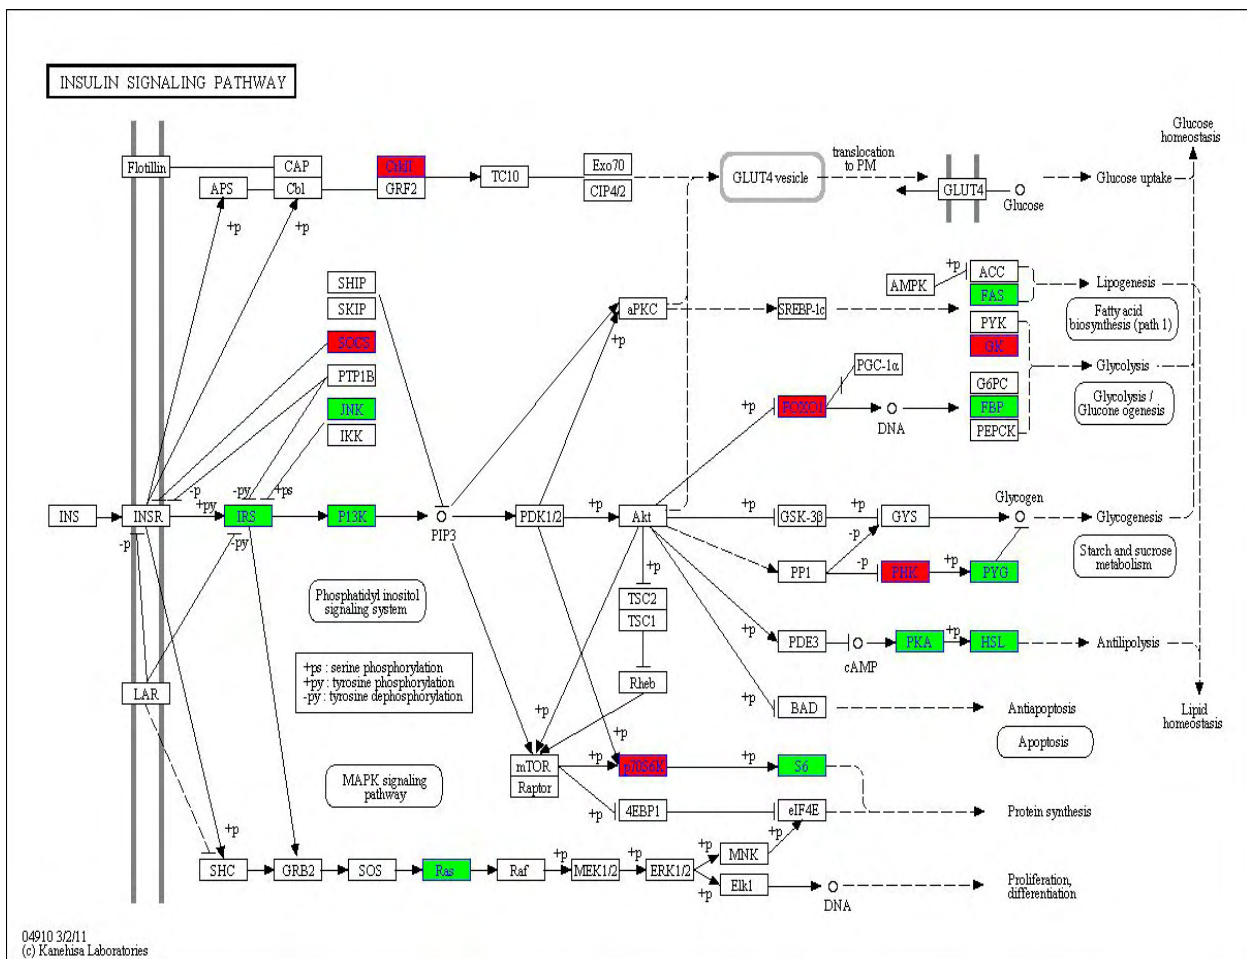 INSULIN SIGNALING PATHWAY
Glucose
homeostasis
Flotillin
CAP
CrkII
Exo70
translocation
to PM
APS
Cbl
GRF2
TC10
CIP4/2
GLUT4 vesicle
GLUT4
Glucose
Glucose uptake
+p
+p
SHIP
SKIP
SOCS
PTP1B
JNK
IKK
aPKC
+p
SREBP-1c
AMPK
+p
ACC
FAS
Lipogenesis
Fatty acid
biosynthesis (path 1)
PYK
GK
PGC-1α
Glycolysis
G6PC
FBP
PEPCK
Glycolysis /
Glucone ogenesis
+p
FOXO1
DNA
-p
+py
-py
+ps
INS
INSR
IRS
P13K
PIP3
PDK1/2
+p
Akt
+p
GSK-3β
+p
GYS
Glycogen
Glycogenesis
Starch and sucrose
metabolism
-p
-py
-p
PP1
-p
PHK
+p
PYG
+p
TSC2
TSC1
Phosphatidyl inositol
signaling system
+p
PDE3
cAMP
PKA
+p
HSL
Antilipolysis
+ps : serine phosphorylation
+py : tyrosine phosphorylation
-py : tyrosine dephosphorylation
LAR
Rheb
+p
BAD
Antiapoptosis
Lipid
homeostasis
Apoptosis
+p
+p
mTOR
Raptor
+p
p70S6K
+p
S6
MAPK signaling
pathway
+p
4EBP1
eIF4E
Protein synthesis
+p
SHC
GRB2
SOS
Ras
Raf
+p
MEK1/2
+p
ERK1/2
+p
MNK
+p
+p
Elk1
DNA
Proliferation,
differentiation
04910 3/2/11
(c) Kanehisa Laboratories